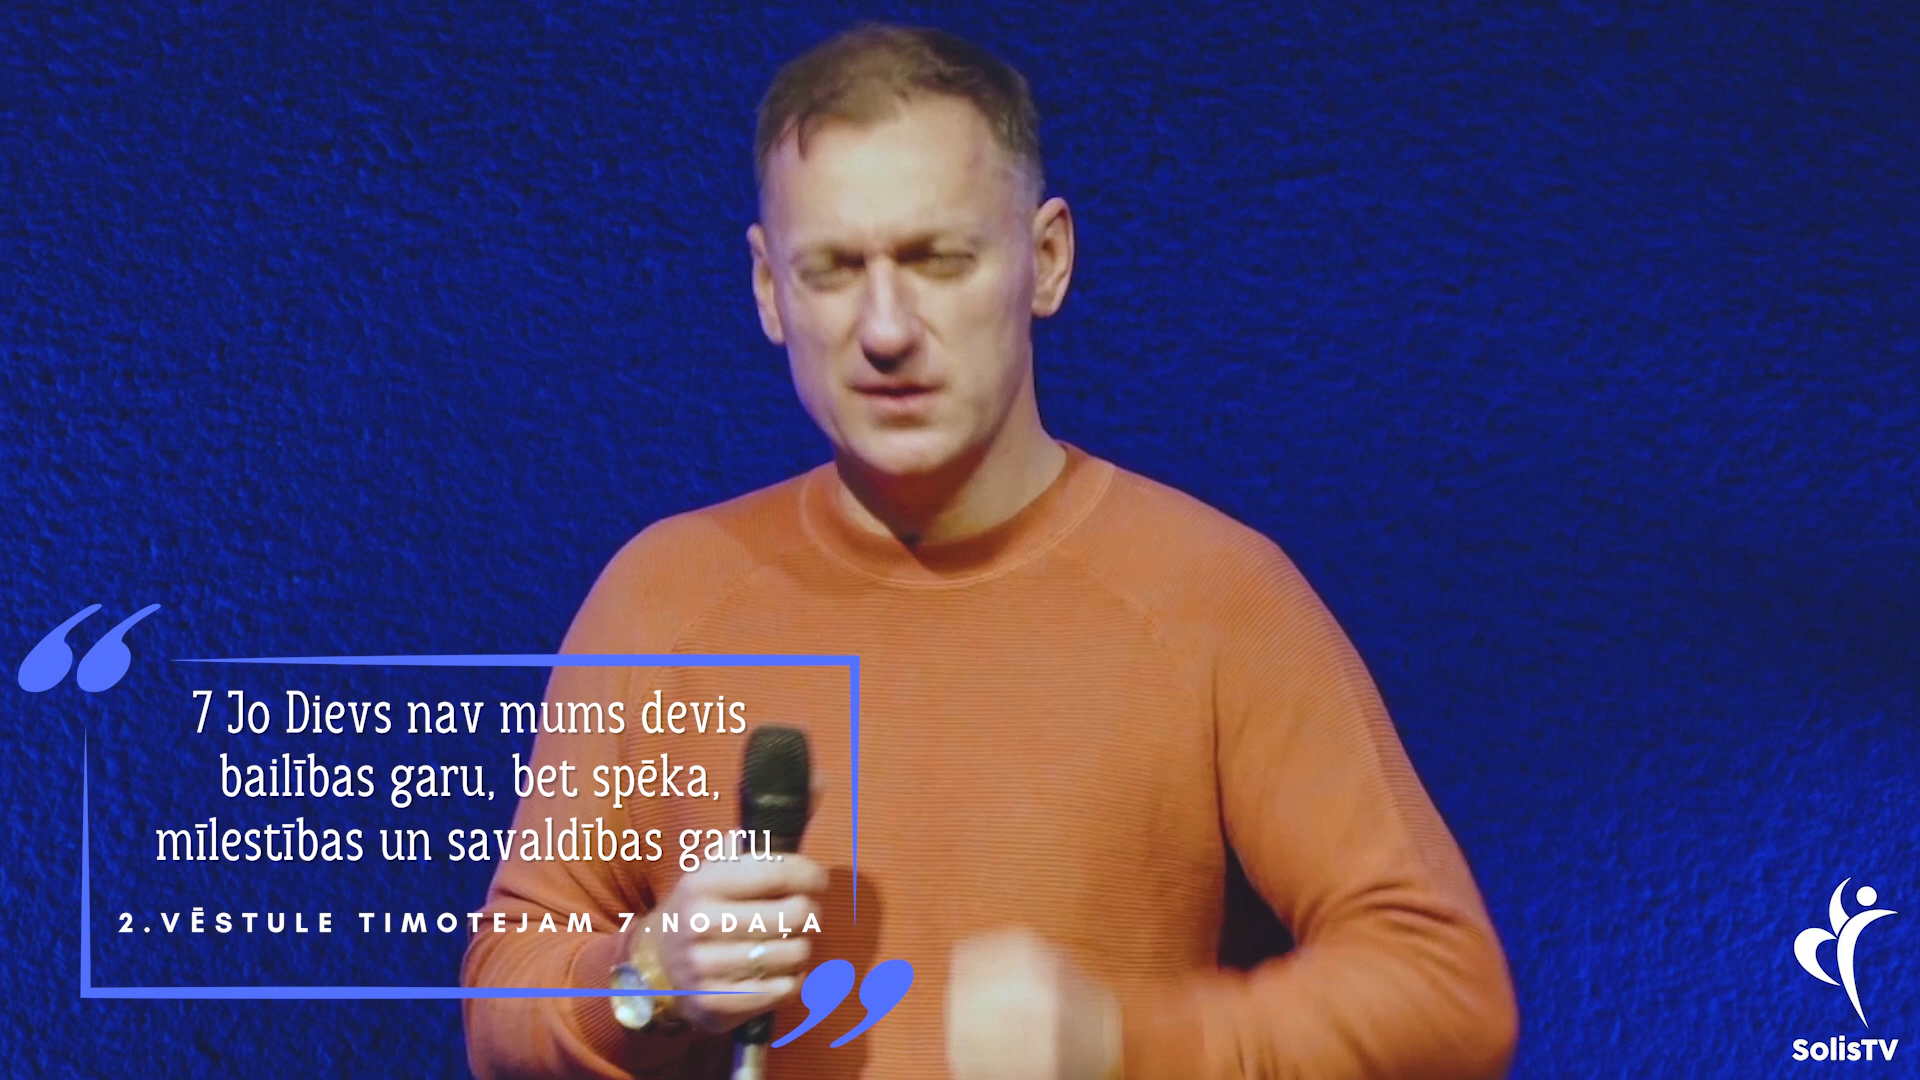 7 Jo Dievs nav mums devis
bailības garu, bet spēka,
mīlestības un savaldības garu.
2.VĒSTULE TIMOTEJAM 7.NODAĻA
SolisTV